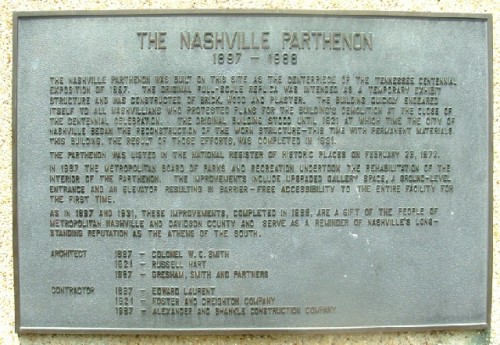 THE NASHVILLE PARTHENON
1897 - 1988
THE NASHVILLE PARTHENON WAS BUILT ON THIS SITE AS THE CENTERPIECE OF THE TENNESSEE CENTENNIAL
EXPOSITION OF 1897. THE ORIGINAL FULL-SCALE REPLICA WAS INTENDED AS A TEMPORARY EXHIBIT
STRUCTURE AND WAS CONSTRUCTED OF BRICK, WOOD AND PLASTER. THE BUILDING QUICKLY ENDEARED
ITSELF TO ALL NASHVILLIANS WHO PROTESTED PLANS FOR THE BUILDING'S DEMOLITION AT THE CLOSE OF
THE CENTENNIAL CELEBRATION. THE ORIGINAL BUILDING STOOD UNTIL 1921 AT WHICH TIME THE CITY OF
NASHVILLE BEGAN THE RECONSTRUCTION OF THE WORN STRUCTURE - THIS TIME WITH PERMANENT MATERIALS
THIS BUILDING, THE RESULT OF THOSE EFFORTS, WAS COMPLETED IN 1931.
THE PARTHENON WAS LISTED IN THE NATIONAL REGISTER OF HISTORIC PLACES ON FEBRUARY 23, 1972.
IN 1987 THE METROPOLITAN BOARD OF PARKS AND RECREATION UNDERTOOK THE REHABILITATION OF THE
INTERIOR OF THE PARTHENON. THE IMPROVEMENTS INCLUDE UPGRADED GALLERY SPACE, A GROUND-LEVEL
ENTRANCE AND AN ELEVATOR RESULTING IN BARRIER-FREE ACCESSIBILITY TO THE ENTIRE FACILITY FOR
THE FIRST TIME.
AS IN 1897 AND 1931, THESE IMPROVEMENTS, COMPLETED IN 1988, ARE A GIFT OF THE PEOPLE OF
METROPOLITAN NASHVILLE AND DAVIDSON COUNTY AND SERVE AS A REMINDER OF NASHVILLE'S LONG-
STANDING REPUTATION AS THE ATHENS OF THE SOUTH.
ARCHITECT 1897 - COLONEL W. C. SMITH
1921 - RUSSELL HART
1987 - GRESHAM, SMITH AND PARTNERS
CONTRACTOR 1897 - EDWARD LAURENT
1921 - FOSTER AND CREIGHTON COMPANY
1987 - ALEXANDER AND SHANKLE CONSTRUCTION COMPANY